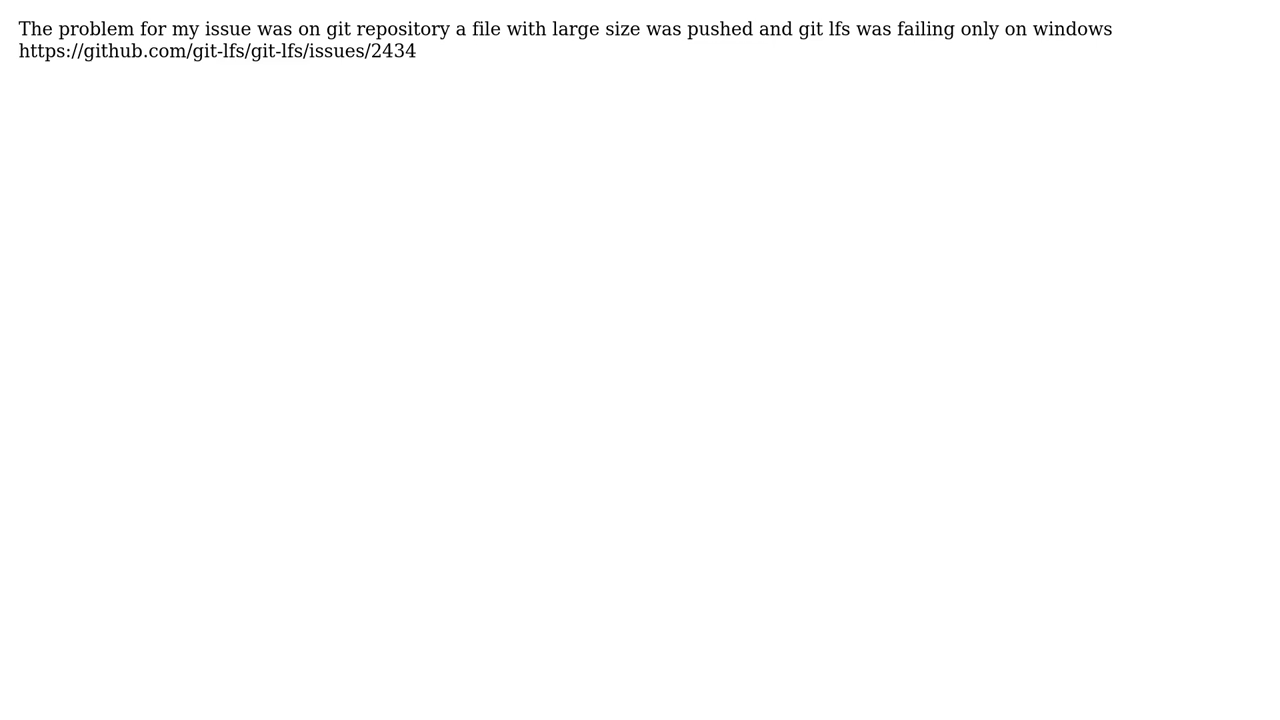 The problem for my issue was on git repository a file with large size was pushed and git lfs was failing only on windows
https://github.com/git-lfs/git-lfs/issues/2434